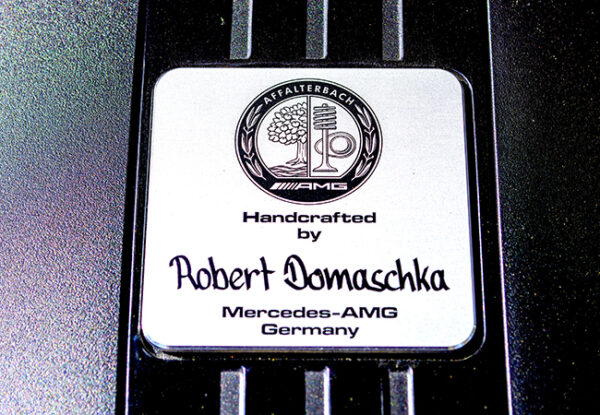 AFFALTERBACH
AMG
Handcrafted
by
Robert Domaschka
Mercedes-AMG
Germany